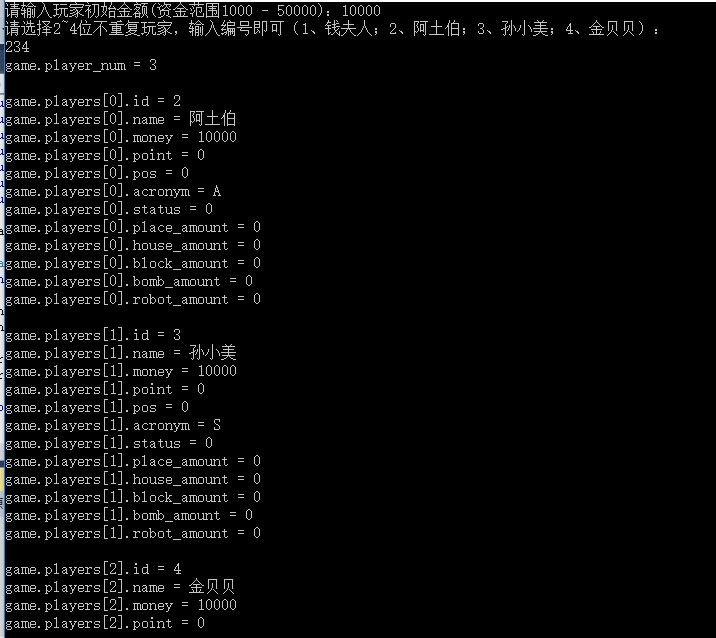 请输入玩家初始金额(资金范围1000 - 50000): 10000
请选择2~4位不重复玩家，输入编号即可（1、钱夫人；2、阿土伯；3、孙小美；4、金贝贝）：
234
game.player_num = 3
game.players[0].id = 2
game.players[0].name = 阿土伯
game.players[0].money = 10000
game.players[0].point = 0
game.players[0].pos = 0
game.players[0].acronym = A
game.players[0].status = 0
game.players[0].place_amount = 0
game.players[0].house_amount = 0
game.players[0].block_amount = 0
game.players[0].bomb_amount = 0
game.players[0].robot_amount = 0
game.players[1].id = 3
game.players[1].name = 孙小美
game.players[1].money = 10000
game.players[1].point = 0
game.players[1].pos = 0
game.players[1].acronym = S
game.players[1].status = 0
game.players[1].place_amount = 0
game.players[1].house_amount = 0
game.players[1].block_amount = 0
game.players[1].bomb_amount = 0
game.players[1].robot_amount = 0
game.players[2].id = 4
game.players[2].name = 金贝贝
game.players[2].money = 10000
game.players[2].point = 0